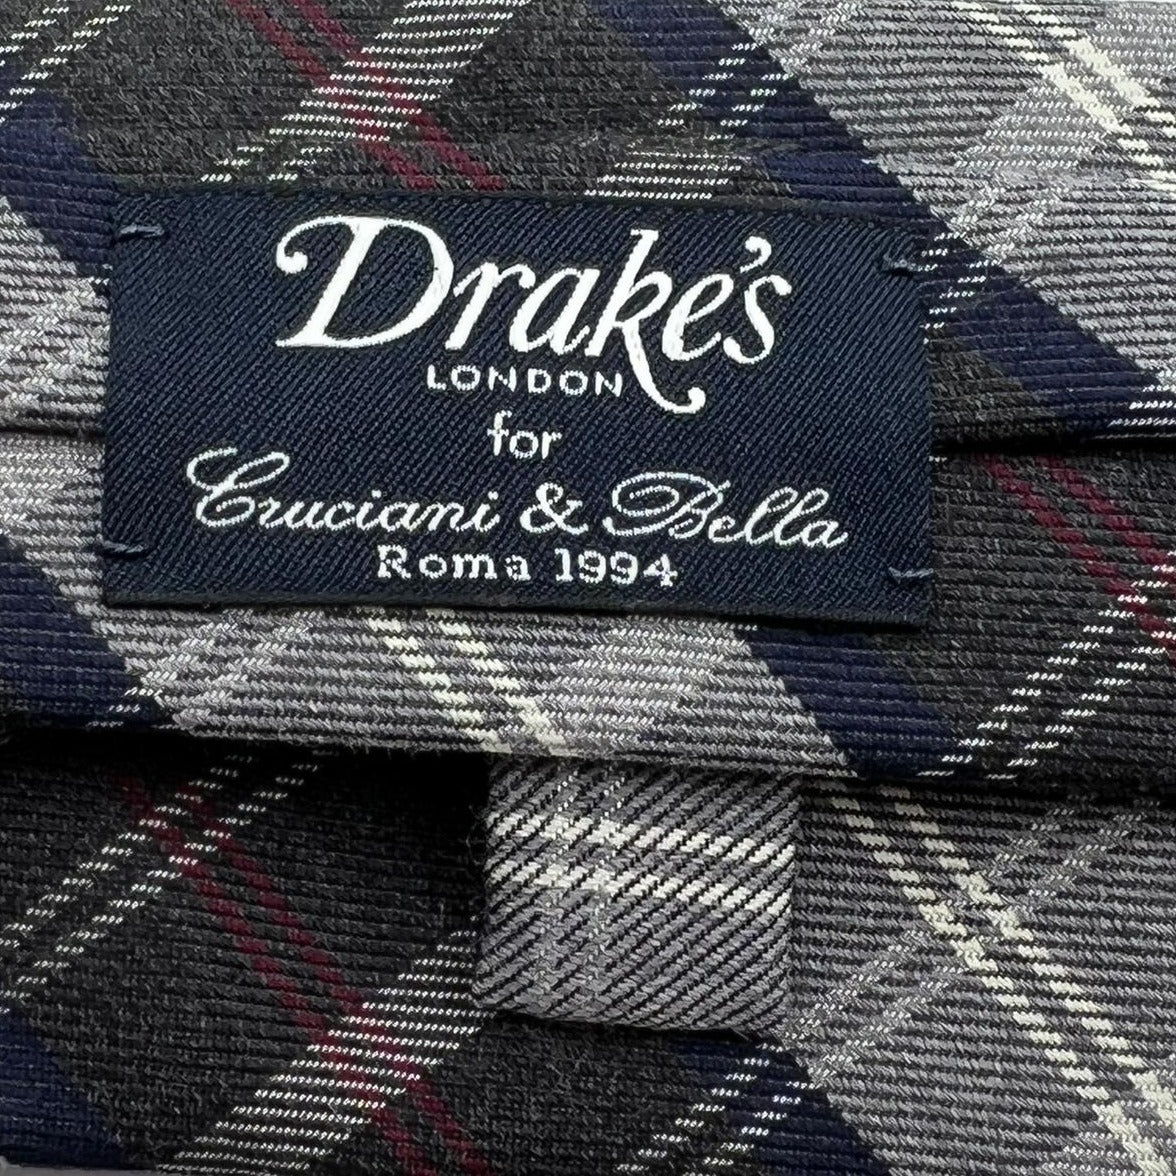 Drake's
LONDON
for
Cruciani & Bella
Roma 1994